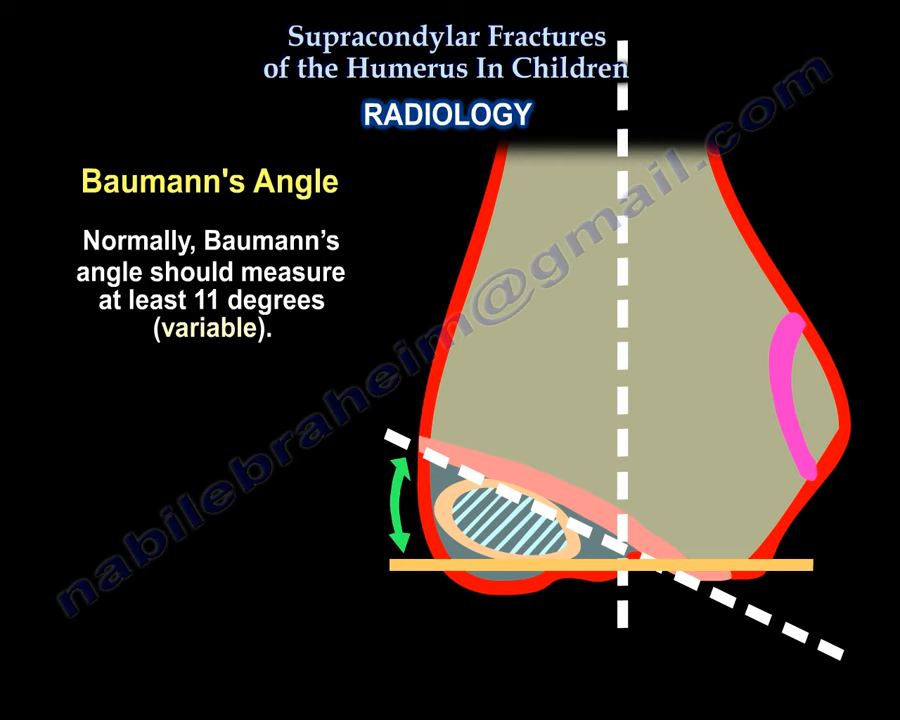 Supracondylar Fractures
of the Humerus In Children
RADIOLOGY
Baumann's Angle
Normally, Baumann's
angle should measure
at least 11 degrees
(variable).
nabilebraheim@gmail.com